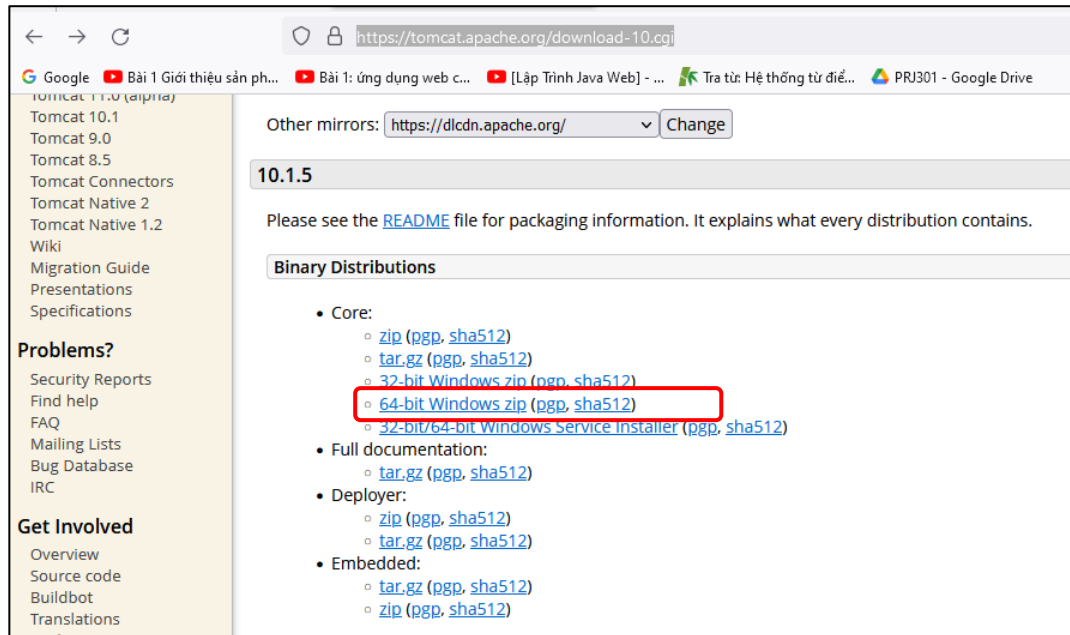 https://tomcat.apache.org/download-10.cgi
Google Bài 1 Giới thiệu sản ph... Bài 1: ứng dụng web c... [Lập Trình Java Web] - ... Tra từ: Hệ thống từ điể... PRJ301 - Google Drive
Tomcat 11.0 (alpha)
Tomcat 10.1
Tomcat 9.0
Tomcat 8.5
Tomcat Connectors
Tomcat Native 2
Tomcat Native 1.2
Wiki
Migration Guide
Presentations
Specifications
Problems?
Security Reports
Find help
FAQ
Mailing Lists
Bug Database
IRC
Get Involved
Overview
Source code
Buildbot
Translations
Other mirrors: https://dlcdn.apache.org/ Change
10.1.5
Please see the README file for packaging information. It explains what every distribution contains.
Binary Distributions
• Core:
◦ zip (pgp, sha512)
◦ tar.gz (pgp, sha512)
◦ 32-bit Windows zip (pgp, sha512)
◦ 64-bit Windows zip (pgp, sha512)
◦ 32-bit/64-bit Windows Service Installer (pgp, sha512)
• Full documentation:
◦ tar.gz (pgp, sha512)
• Deployer:
◦ zip (pgp, sha512)
◦ tar.gz (pgp, sha512)
• Embedded:
◦ tar.gz (pgp, sha512)
◦ zip (pgp, sha512)